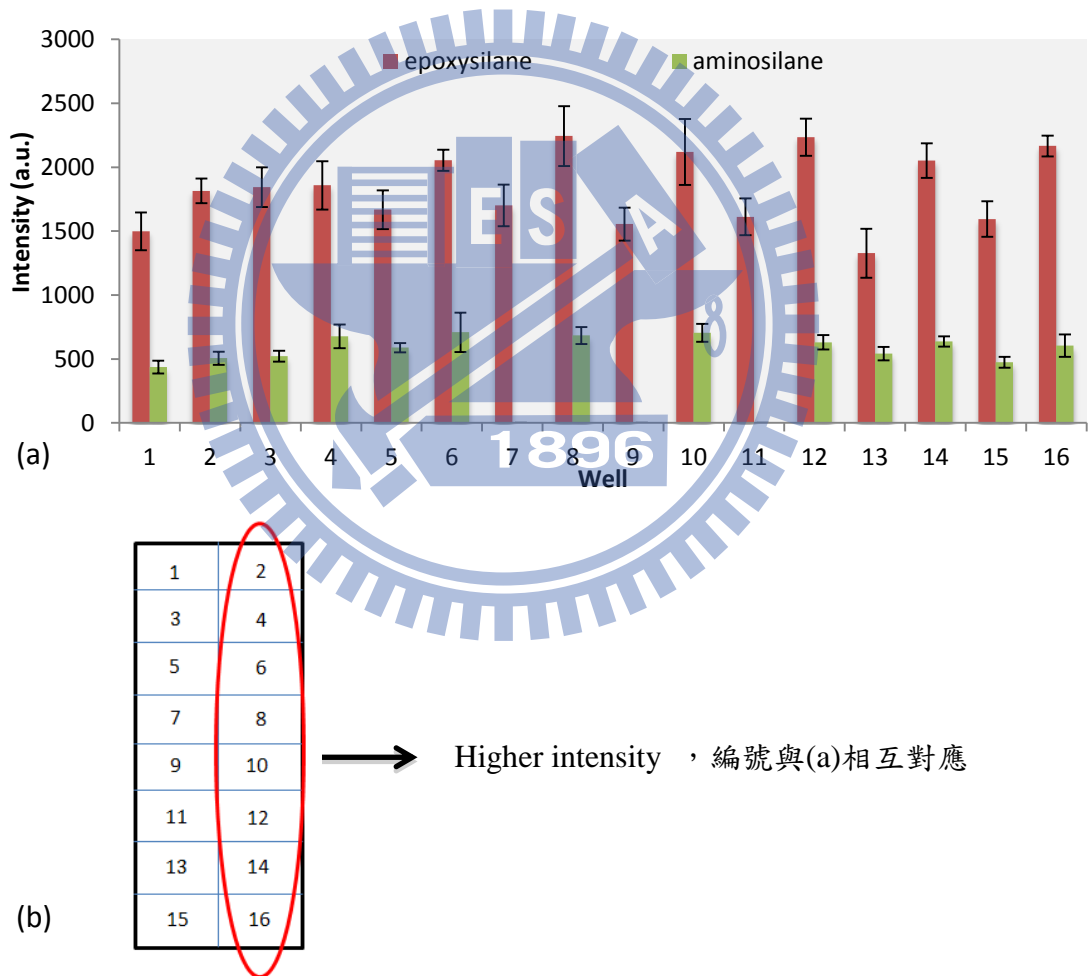 3000
epoxysilane aminosilane
2500
2000
1500
1000
500
0
Intensity (a.u.)
E S A
1896
(a)
1 2 3 4 5 6 7 8 9 10 11 12 13 14 15 16
Well
1 2
3 4
5 6
7 8
9 10
11 12
13 14
15 16
Higher intensity ,編號與(a)相互對應
(b)